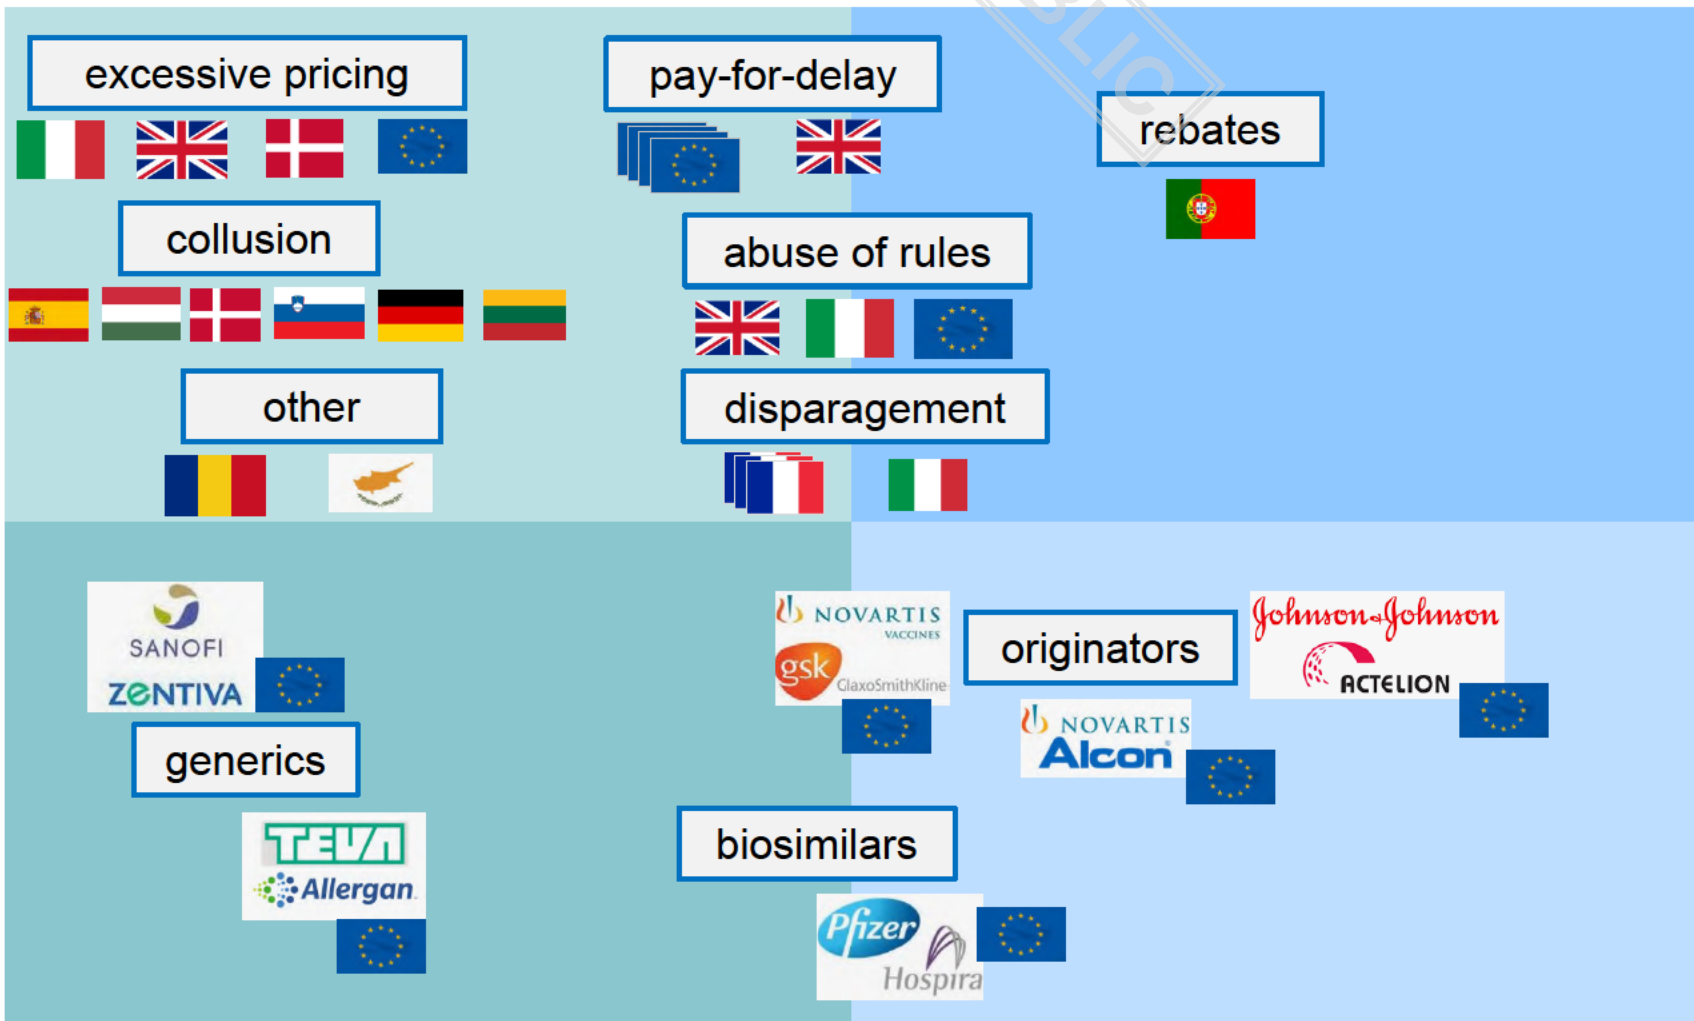 excessive pricing
pay-for-delay
rebates
collusion
abuse of rules
other
disparagement
SANOFI
ZENTIVA
generics
TEVA
Allergan
NOVARTIS
VACCINES
gsk
GlaxoSmithKline
originators
Johnson & Johnson
ACTELION
NOVARTIS
Alcon
biosimilars
Pfizer
Hospira